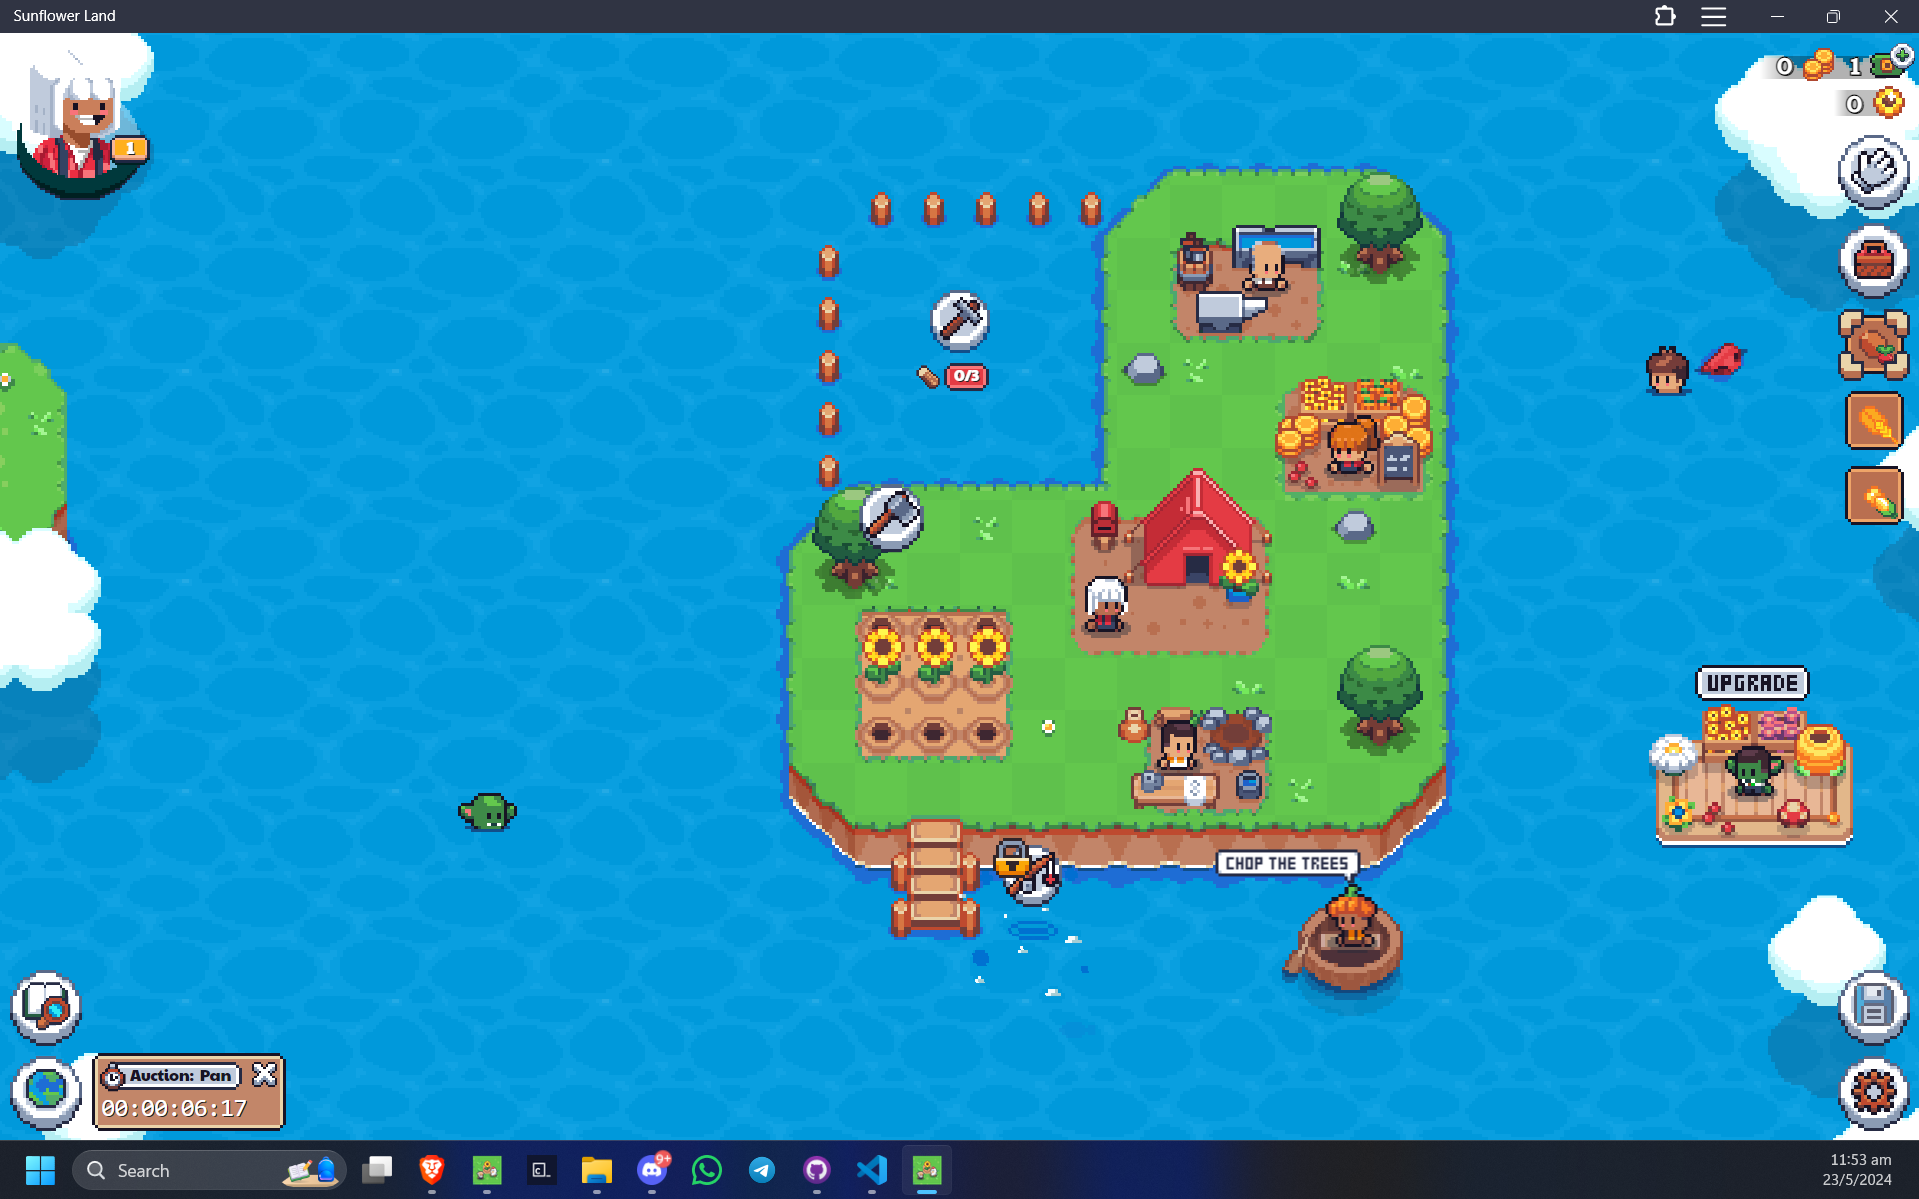 Sunflower Land
0
1
0
1
0/3
UPGRADE
CHOP THE TREES
Auction: Pan
00:00:06:17
Search
9+
11:53 am
23/5/2024